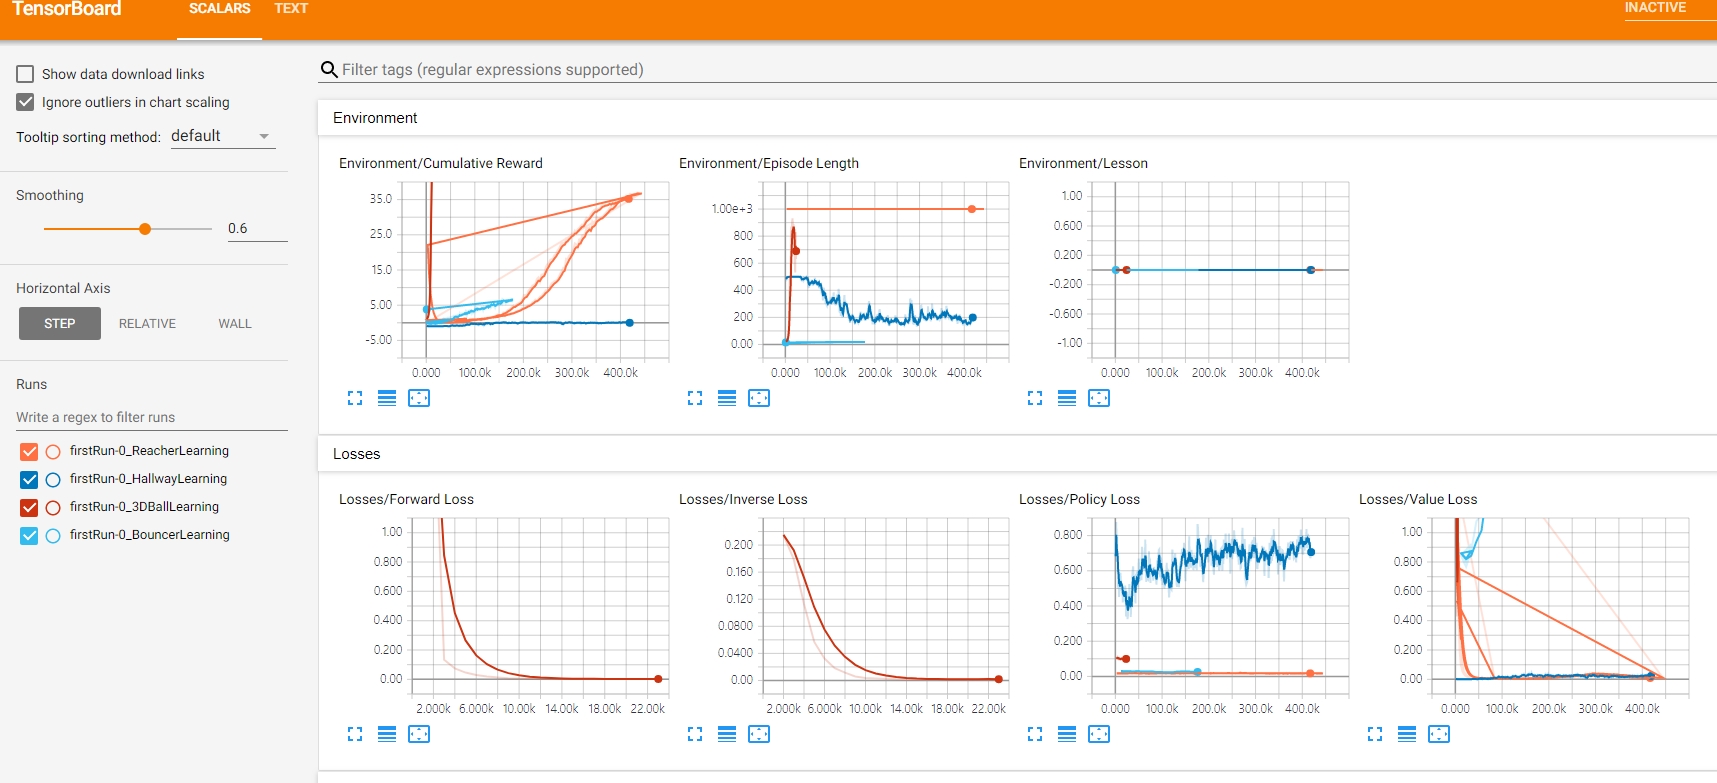 TensorBoard
SCALARS
TEXT
INACTIVE
Show data download links
Ignore outliers in chart scaling
Tooltip sorting method: default
Smoothing
0.6
Horizontal Axis
STEP
RELATIVE
WALL
Runs
Write a regex to filter runs
firstRun-0_ReacherLearning
firstRun-0_HallwayLearning
firstRun-0_3DBallLearning
firstRun-0_BouncerLearning
Filter tags (regular expressions supported)
Environment
Environment/Cumulative Reward
35.0
25.0
15.0
5.00
-5.00
0.000 100.0k 200.0k 300.0k 400.0k
Environment/Episode Length
1.00e+3
800
600
400
200
0.00
0.000 100.0k 200.0k 300.0k 400.0k
Environment/Lesson
1.00
0.600
0.200
-0.200
-0.600
-1.00
0.000 100.0k 200.0k 300.0k 400.0k
Losses
Losses/Forward Loss
1.00
0.800
0.600
0.400
0.200
0.00
2.000k 6.000k 10.00k 14.00k 18.00k 22.00k
Losses/Inverse Loss
0.200
0.160
0.120
0.0800
0.0400
0.00
2.000k 6.000k 10.00k 14.00k 18.00k 22.00k
Losses/Policy Loss
0.800
0.600
0.400
0.200
0.00
0.000 100.0k 200.0k 300.0k 400.0k
Losses/Value Loss
1.00
0.800
0.600
0.400
0.200
0.00
0.000 100.0k 200.0k 300.0k 400.0k